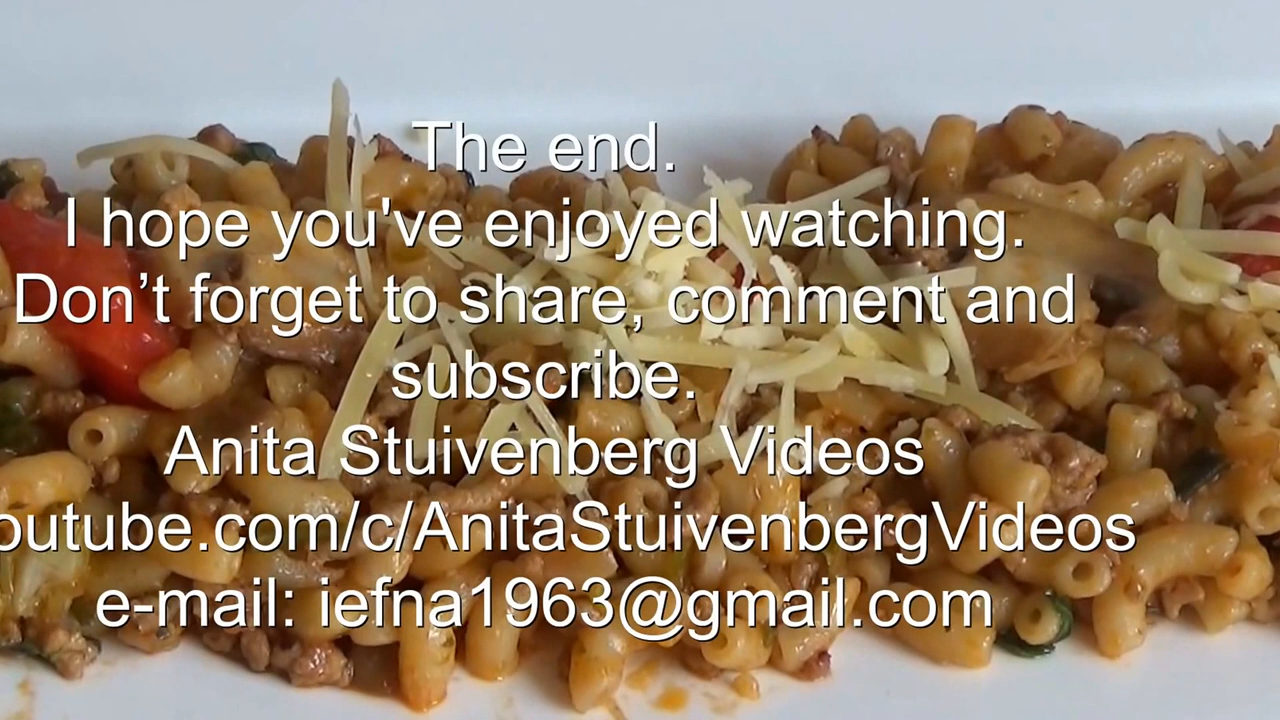 The end.
I hope you've enjoyed watching.
Don’t forget to share, comment and
subscribe.
Anita Stuivenberg Videos
outube.com/c/AnitaStuivenbergVideos
e-mail: iefna1963@gmail.com